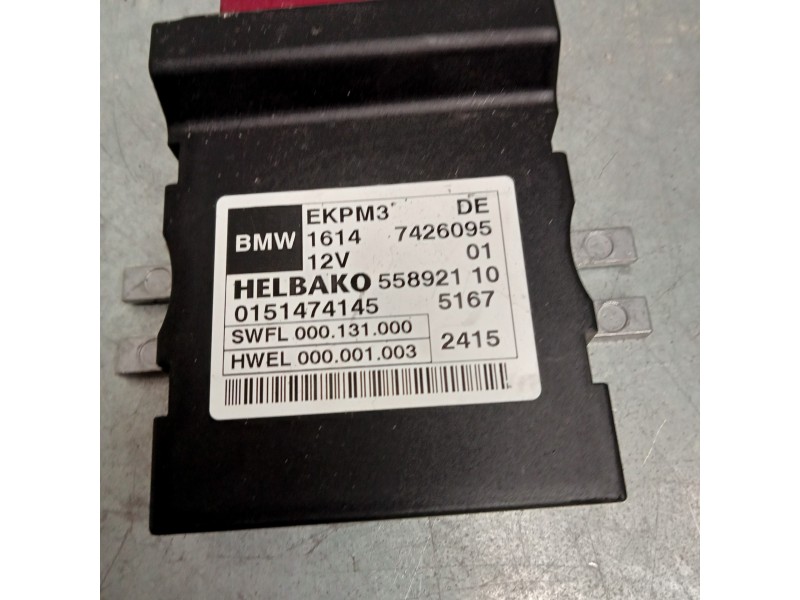 BMW EKPM3 DE
1614 7426095
12V 01
HELBAKO 558921 10
0151474145 5167
SWFL 000.131.000
HWEL 000.001.003 2415